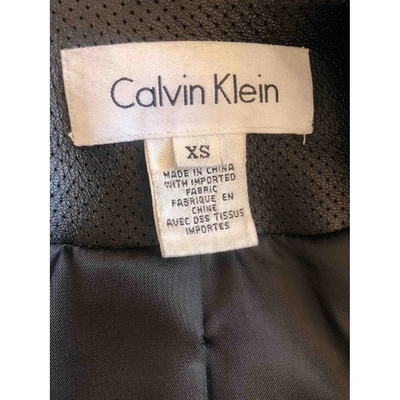 Calvin Klein
XS
MADE IN CHINA
WITH IMPORTED
FABRIC
FABRIQUE EN
CHINE
AVEC DES TISSUS
IMPORTES